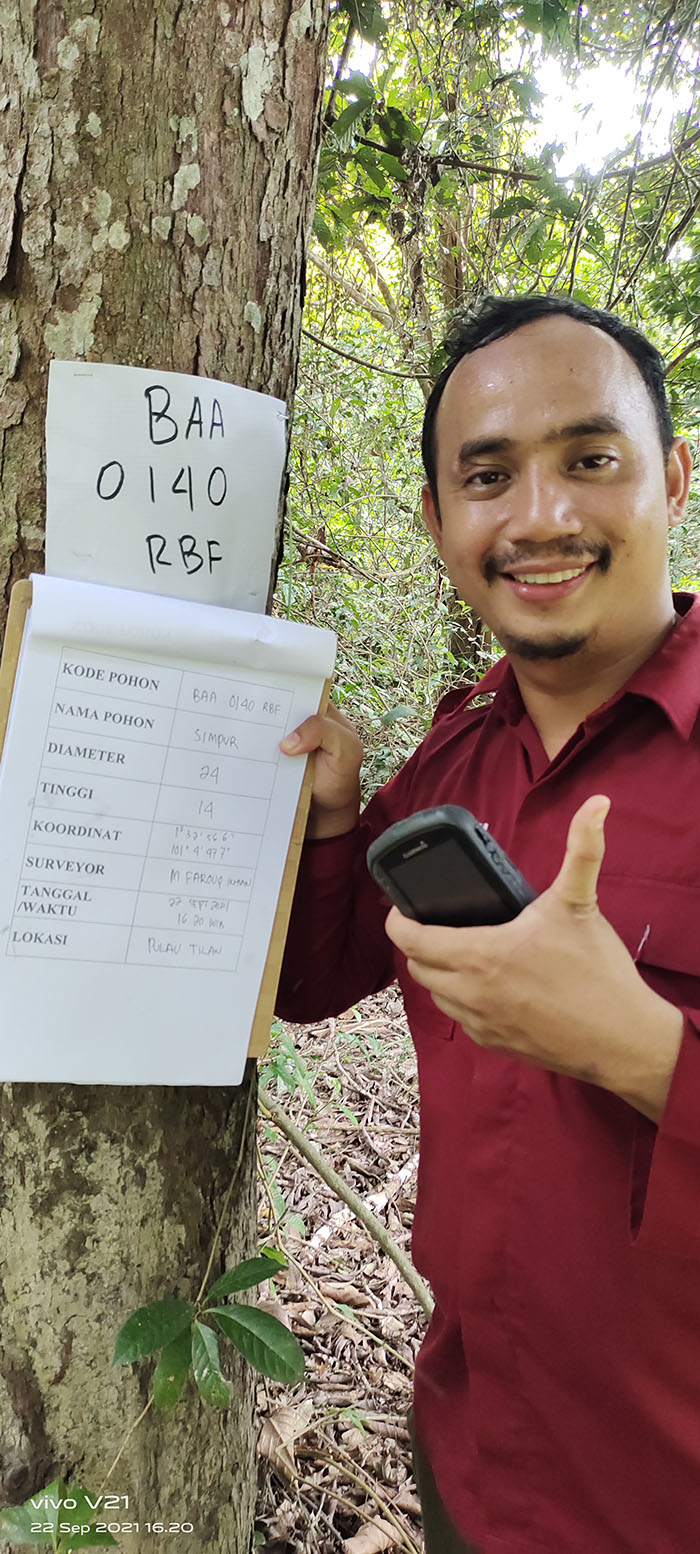 BAA
0140
RBF
KODE POHON BAA 0140 RBF
NAMA POHON SIMPUR
DIAMETER 24
TINGGI 14
KOORDINAT 1° 39' 56.6"
101° 4' 47.7"
SURVEYOR M FAROUQ
TANGGAL 22 SEPT 2021
/WAKTU 16.20 WIB
LOKASI PULAU TILAN
GARMIN
vivo V21
22 Sep 2021 16.20